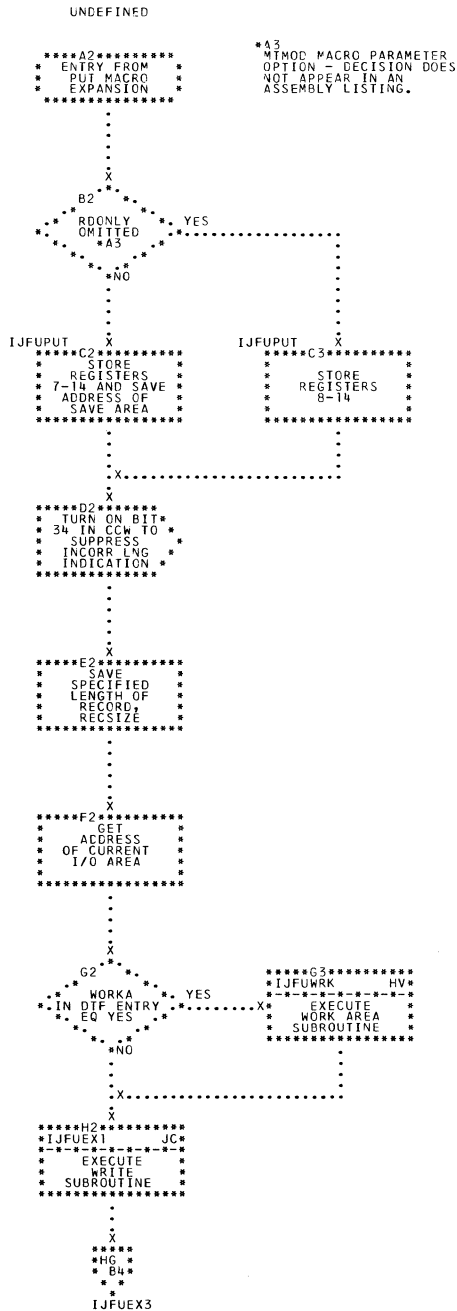 UNDEFINED
A2
ENTRY FROM
PUT MACRO
EXPANSION
*A3
MTMOD MACRO PARAMETER
OPTION - DECISION DOES
NOT APPEAR IN AN
ASSEMBLY LISTING.
B2
RDONLY
OMITTED
*A3
YES
NO
IJFUPUT
C2
STORE
REGISTERS
7-14 AND SAVE
ADDRESS OF
SAVE AREA
IJFUPUT
C3
STORE
REGISTERS
8-14
D2
TURN ON BIT
34 IN CCW TO
SUPPRESS
INCORR LNG
INDICATION
E2
SAVE
SPECIFIED
LENGTH OF
RECORD,
RECSIZE
F2
GET
ADDRESS
OF CURRENT
I/O AREA
G2
WORKA
IN DTF ENTRY
EQ YES
YES
NO
G3
IJFUWRK HV
EXECUTE
WORK AREA
SUBROUTINE
H2
IJFUEX1 JC
EXECUTE
WRITE
SUBROUTINE
HG
B4
IJFUEX3